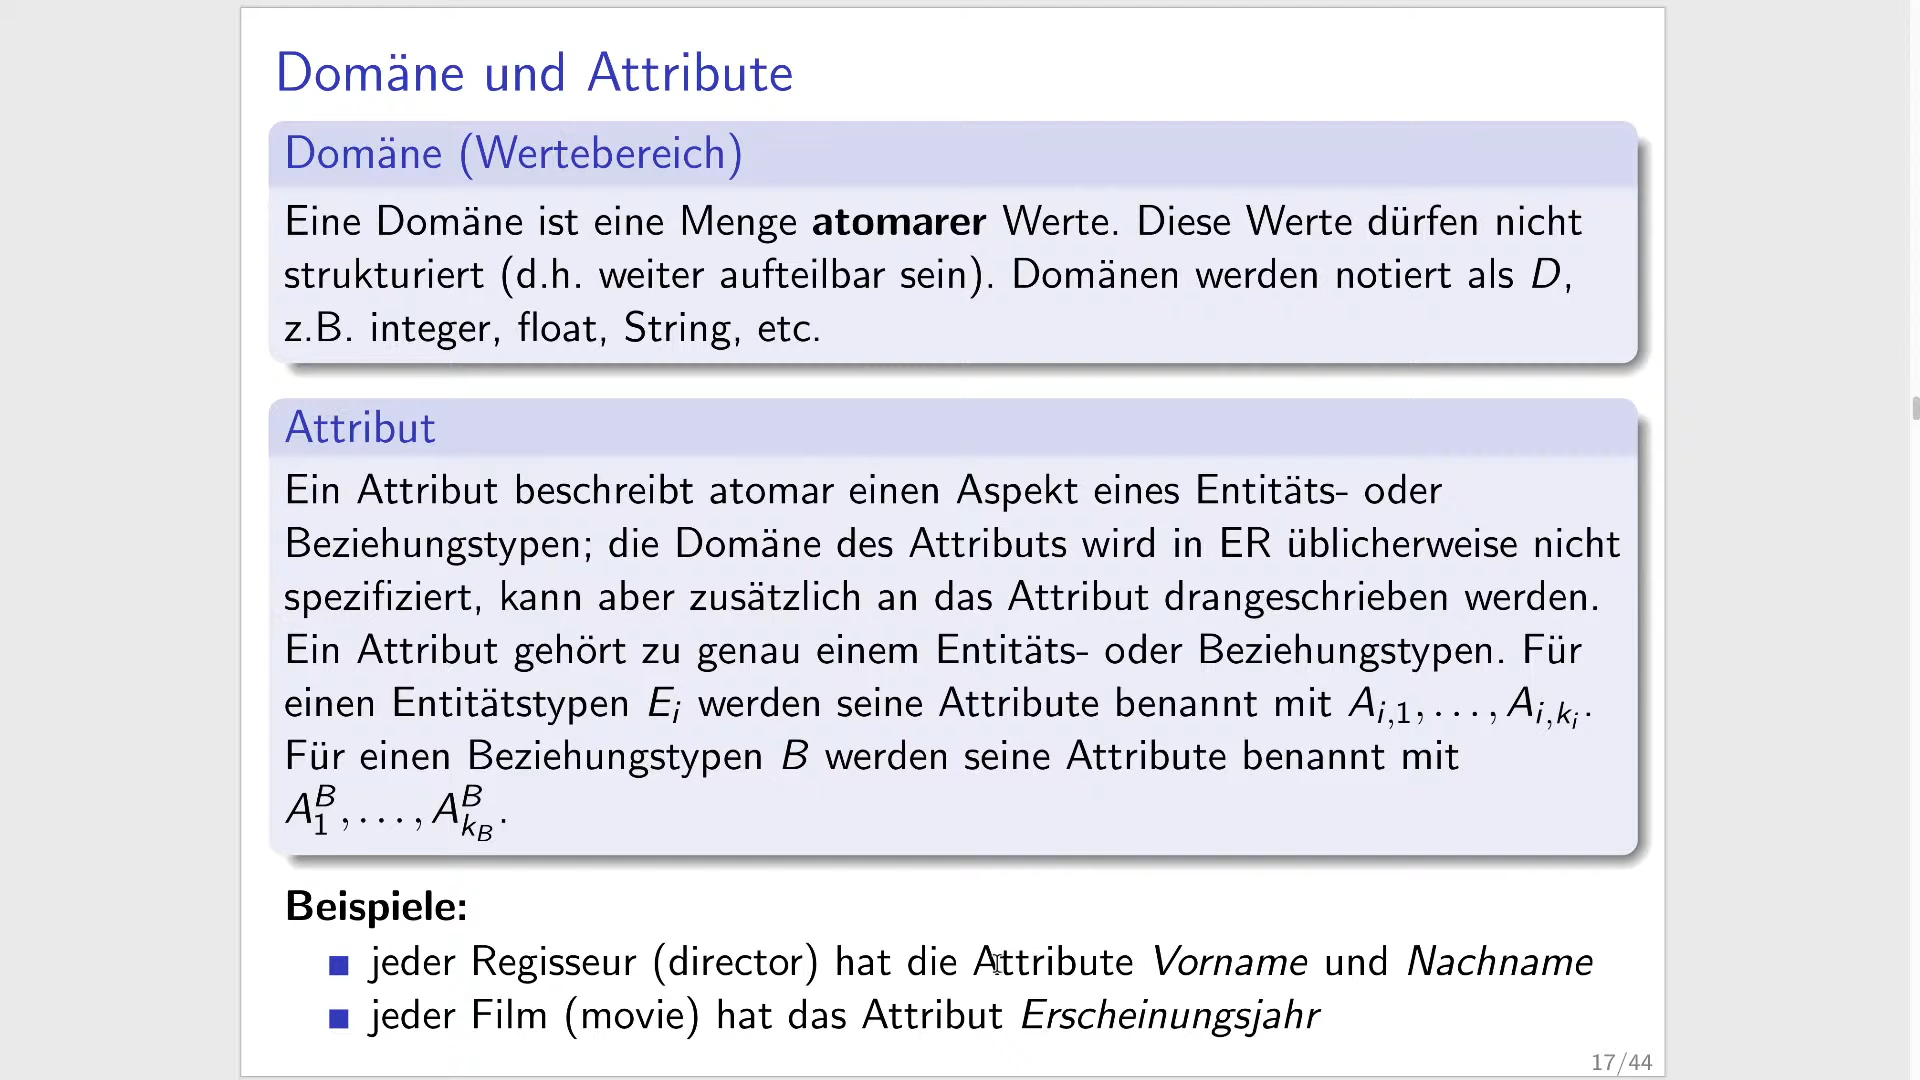 Domäne und Attribute
Domäne (Wertebereich)
Eine Domäne ist eine Menge atomarer Werte. Diese Werte dürfen nicht
strukturiert (d.h. weiter aufteilbar sein). Domänen werden notiert als D,
z.B. integer, float, String, etc.
Attribut
Ein Attribut beschreibt atomar einen Aspekt eines Entitäts- oder
Beziehungstypen; die Domäne des Attributs wird in ER üblicherweise nicht
spezifiziert, kann aber zusätzlich an das Attribut drangeschrieben werden.
Ein Attribut gehört zu genau einem Entitäts- oder Beziehungstypen. Für
einen Entitätstypen $E_i$ werden seine Attribute benannt mit $A_{i,1}, \ldots, A_{i,k_i}$.
Für einen Beziehungstypen B werden seine Attribute benannt mit
$A_1^B, \ldots, A_{k_B}^B$.
Beispiele:
■ jeder Regisseur (director) hat die Attribute Vorname und Nachname
■ jeder Film (movie) hat das Attribut Erscheinungsjahr
17/44